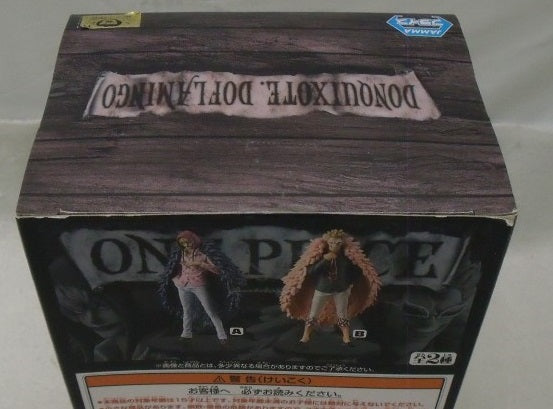 JAMMA
DONQUIXOTE. DOFLAMINGO
ONE PIECE
A
B
※画像と商品とは、多少異なる場合がありますのでご了承ください。
全2種
⚠警告(けいこく)
お客様へ 必ずお読みください。